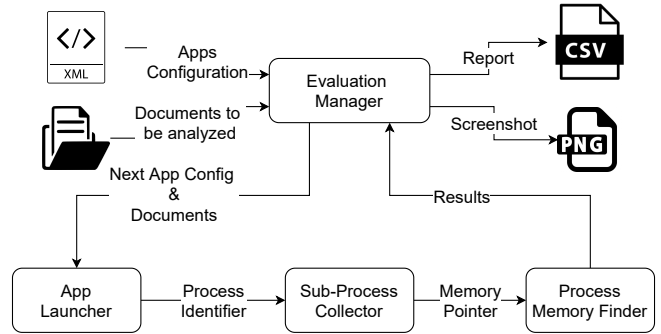 </>
XML
Apps
Configuration
Documents to
be analyzed
Evaluation
Manager
Report
CSV
Screenshot
PNG
Next App Config
&
Documents
Results
App
Launcher
Process
Identifier
Sub-Process
Collector
Memory
Pointer
Process
Memory Finder